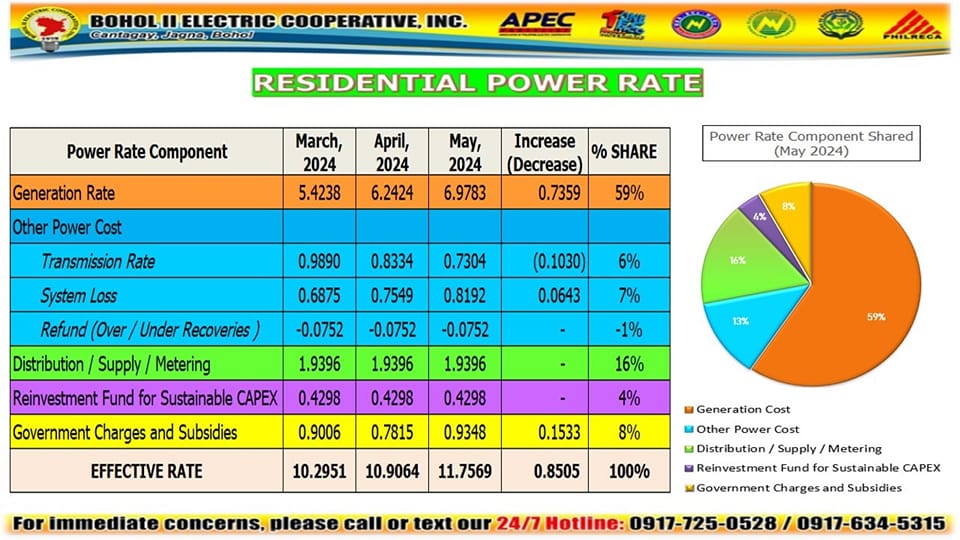 BOHOL II ELECTRIC COOPERATIVE, INC.
Cantagay, Jagna, Bohol
APEC
PHILRECA
RESIDENTIAL POWER RATE
Power Rate Component March, 2024 April, 2024 May, 2024 Increase (Decrease) % SHARE
Generation Rate 5.4238 6.2424 6.9783 0.7359 59%
Other Power Cost
Transmission Rate 0.9890 0.8334 0.7304 (0.1030) 6%
System Loss 0.6875 0.7549 0.8192 0.0643 7%
Refund (Over / Under Recoveries ) -0.0752 -0.0752 -0.0752 - -1%
Distribution / Supply / Metering 1.9396 1.9396 1.9396 - 16%
Reinvestment Fund for Sustainable CAPEX 0.4298 0.4298 0.4298 - 4%
Government Charges and Subsidies 0.9006 0.7815 0.9348 0.1533 8%
EFFECTIVE RATE 10.2951 10.9064 11.7569 0.8505 100%
Power Rate Component Shared
(May 2024)
8%
4%
16%
13%
59%
Generation Cost
Other Power Cost
Distribution / Supply / Metering
Reinvestment Fund for Sustainable CAPEX
Government Charges and Subsidies
For immediate concerns, please call or text our 24/7 Hotline: 0917-725-0528 / 0917-634-5315